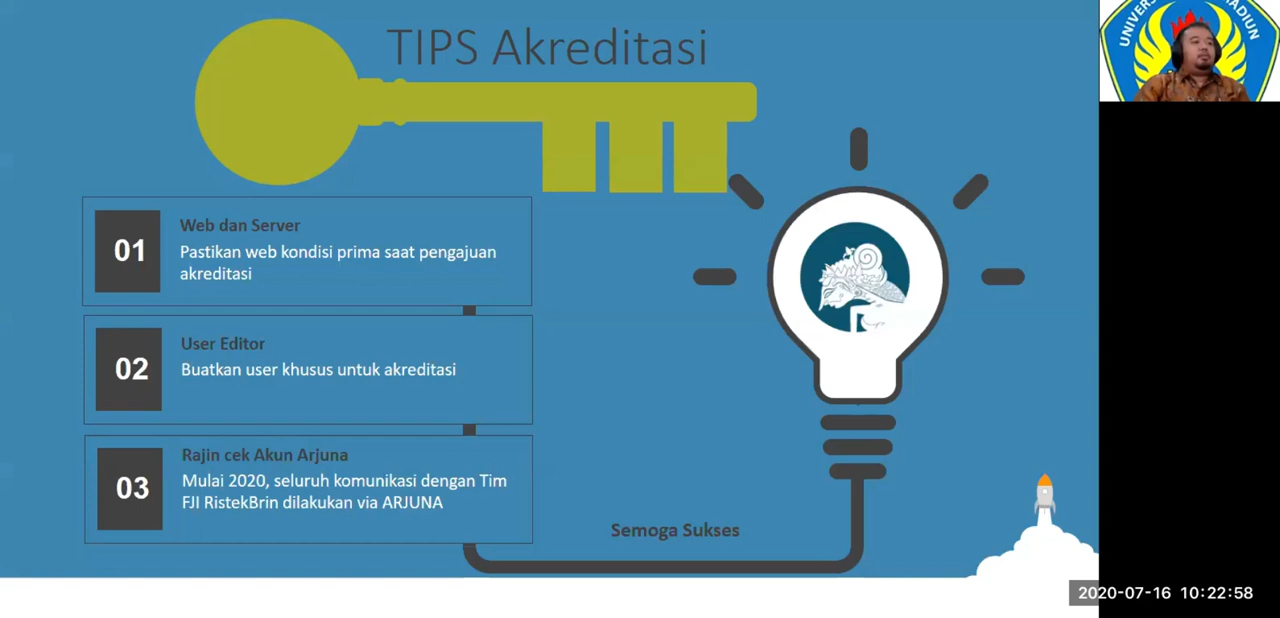 TIPS Akreditasi
01
Web dan Server
Pastikan web kondisi prima saat pengajuan
akreditasi
02
User Editor
Buatkan user khusus untuk akreditasi
03
Rajin cek Akun Arjuna
Mulai 2020, seluruh komunikasi dengan Tim
FJI RistekBrin dilakukan via ARJUNA
Semoga Sukses
2020-07-16 10:22:58